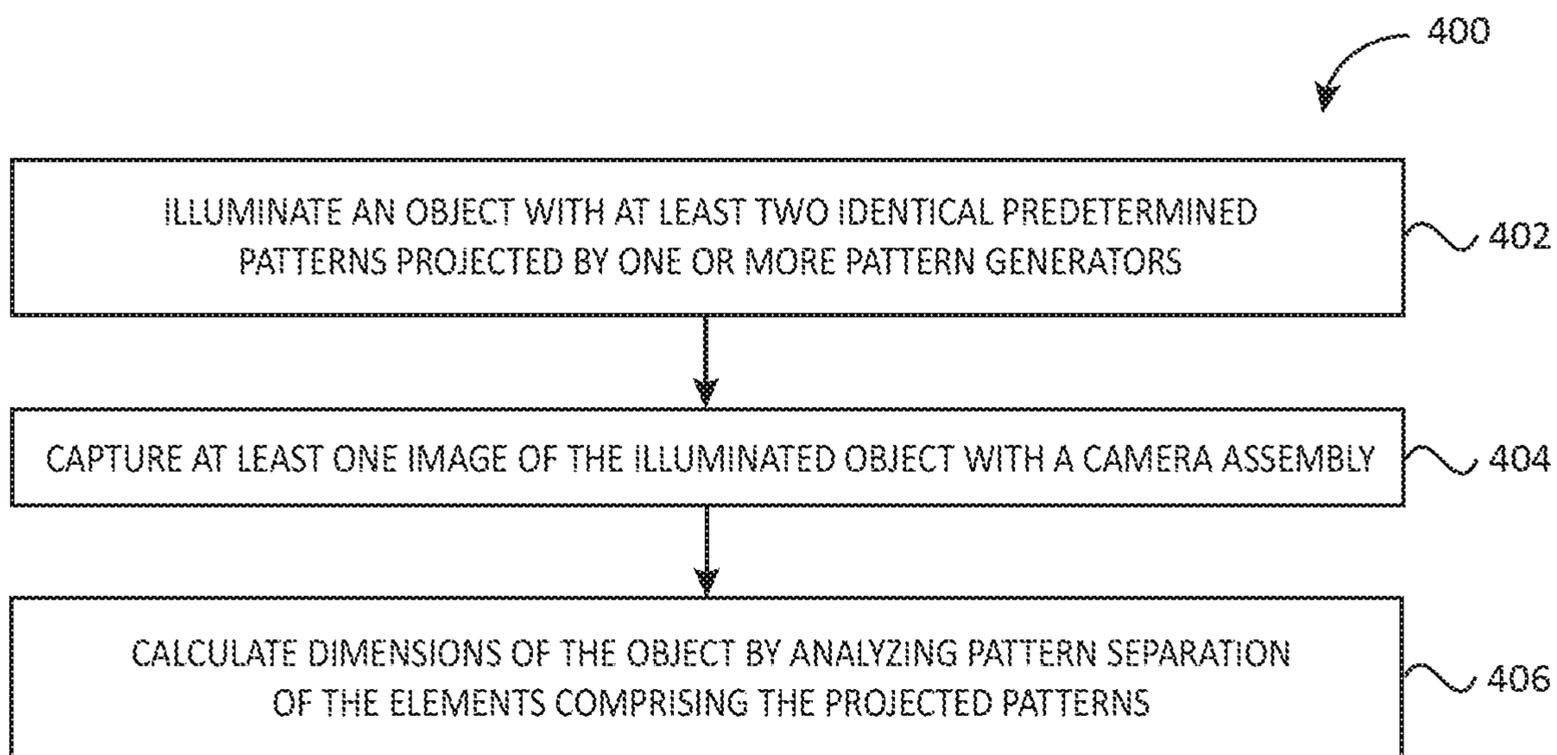 400
ILLUMINATE AN OBJECT WITH AT LEAST TWO IDENTICAL PREDETERMINED
PATTERNS PROJECTED BY ONE OR MORE PATTERN GENERATORS
402
CAPTURE AT LEAST ONE IMAGE OF THE ILLUMINATED OBJECT WITH A CAMERA ASSEMBLY
404
CALCULATE DIMENSIONS OF THE OBJECT BY ANALYZING PATTERN SEPARATION
OF THE ELEMENTS COMPRISING THE PROJECTED PATTERNS
406